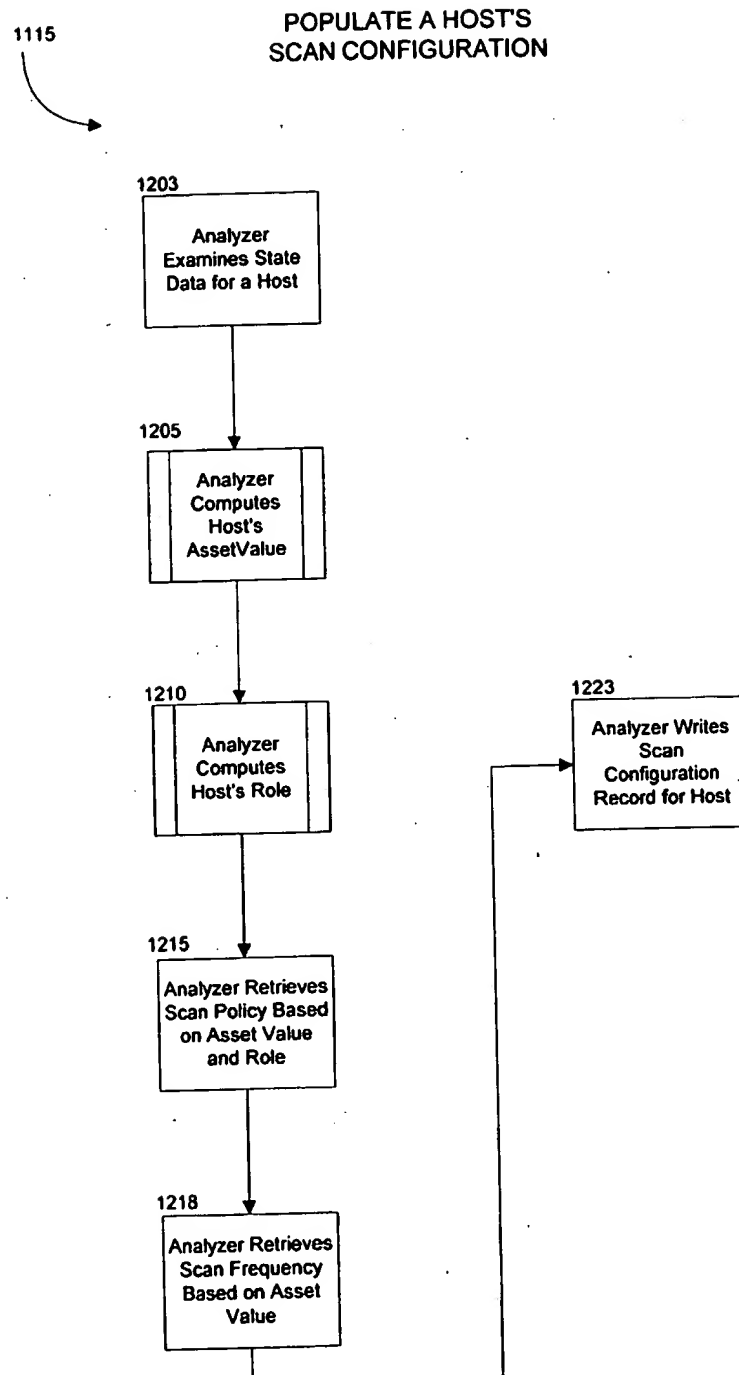 1115
POPULATE A HOST'S
SCAN CONFIGURATION
1203
Analyzer
Examines State
Data for a Host
1205
Analyzer
Computes
Host's
AssetValue
1210
Analyzer
Computes
Host's Role
1215
Analyzer Retrieves
Scan Policy Based
on Asset Value
and Role
1218
Analyzer Retrieves
Scan Frequency
Based on Asset
Value
1223
Analyzer Writes
Scan
Configuration
Record for Host